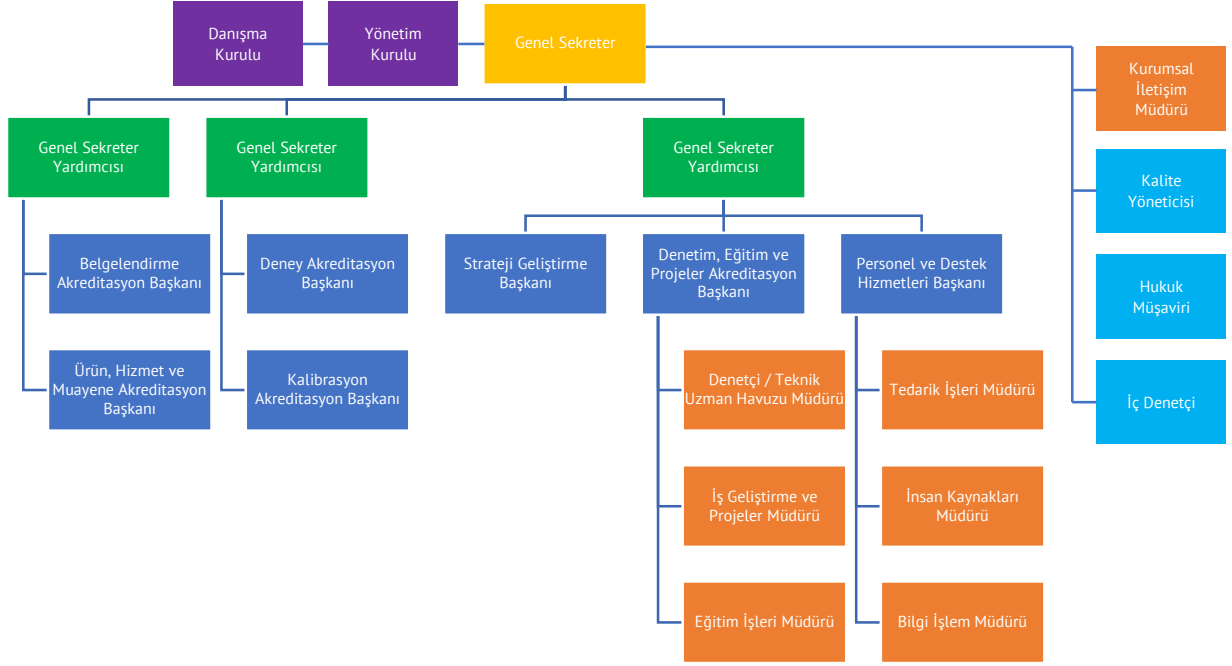 Danışma
Kurulu
Yönetim
Kurulu
Genel Sekreter
Kurumsal
İletişim
Müdürü
Genel Sekreter
Yardımcısı
Genel Sekreter
Yardımcısı
Genel Sekreter
Yardımcısı
Kalite
Yöneticisi
Belgelendirme
Akreditasyon Başkanı
Deney Akreditasyon
Başkanı
Strateji Geliştirme
Başkanı
Denetim, Eğitim ve
Projeler Akreditasyon
Başkanı
Personel ve Destek
Hizmetleri Başkanı
Hukuk
Müşaviri
Ürün, Hizmet ve
Muayene Akreditasyon
Başkanı
Kalibrasyon
Akreditasyon Başkanı
Denetçi / Teknik
Uzman Havuzu Müdürü
Tedarik İşleri Müdürü
İç Denetçi
İş Geliştirme ve
Projeler Müdürü
İnsan Kaynakları
Müdürü
Eğitim İşleri Müdürü
Bilgi İşlem Müdürü